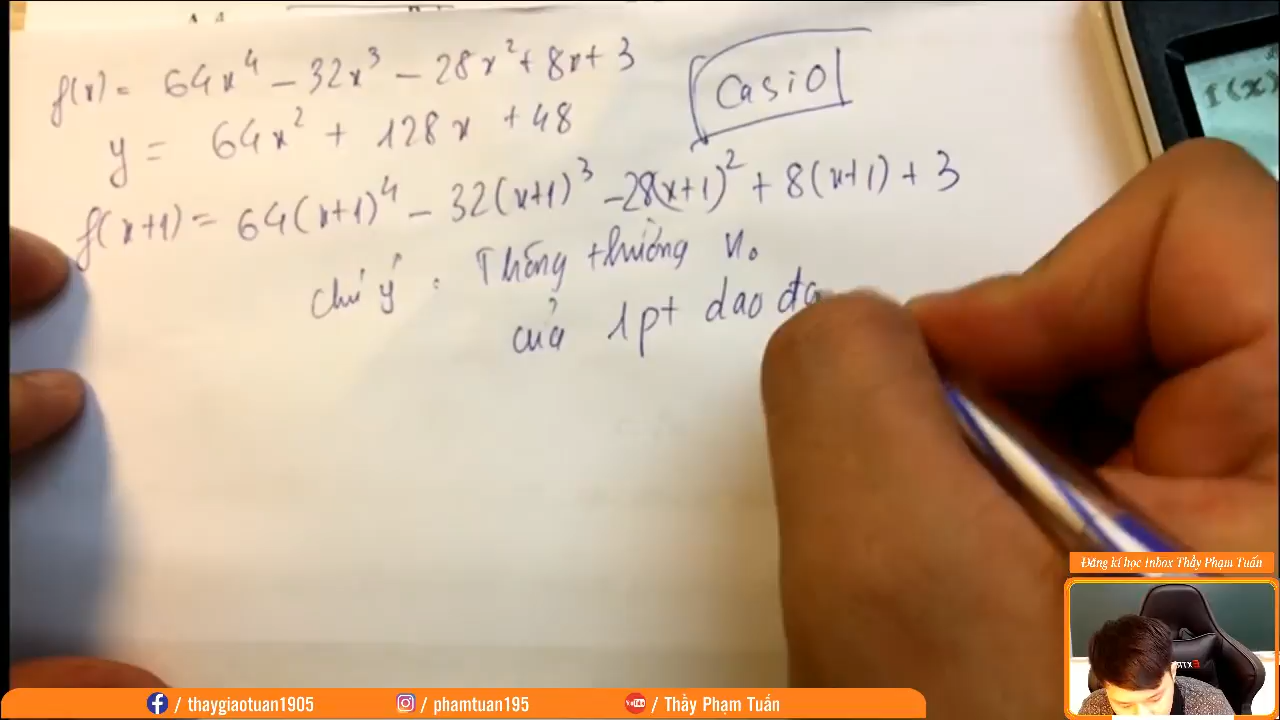 f(x) = 64x⁴ - 32x³ - 28x² + 8x + 3
Casio
y = 64x² + 128x + 48
f(x+1) = 64(x+1)⁴ - 32(x+1)³ - 28(x+1)² + 8(x+1) + 3
chú ý : Thông thường n₀
của 1 pt dao
Đăng kí học Inbox Thầy Phạm Tuấn
/ thaygiaotuan1905
/ phamtuan195
/ Thầy Phạm Tuấn